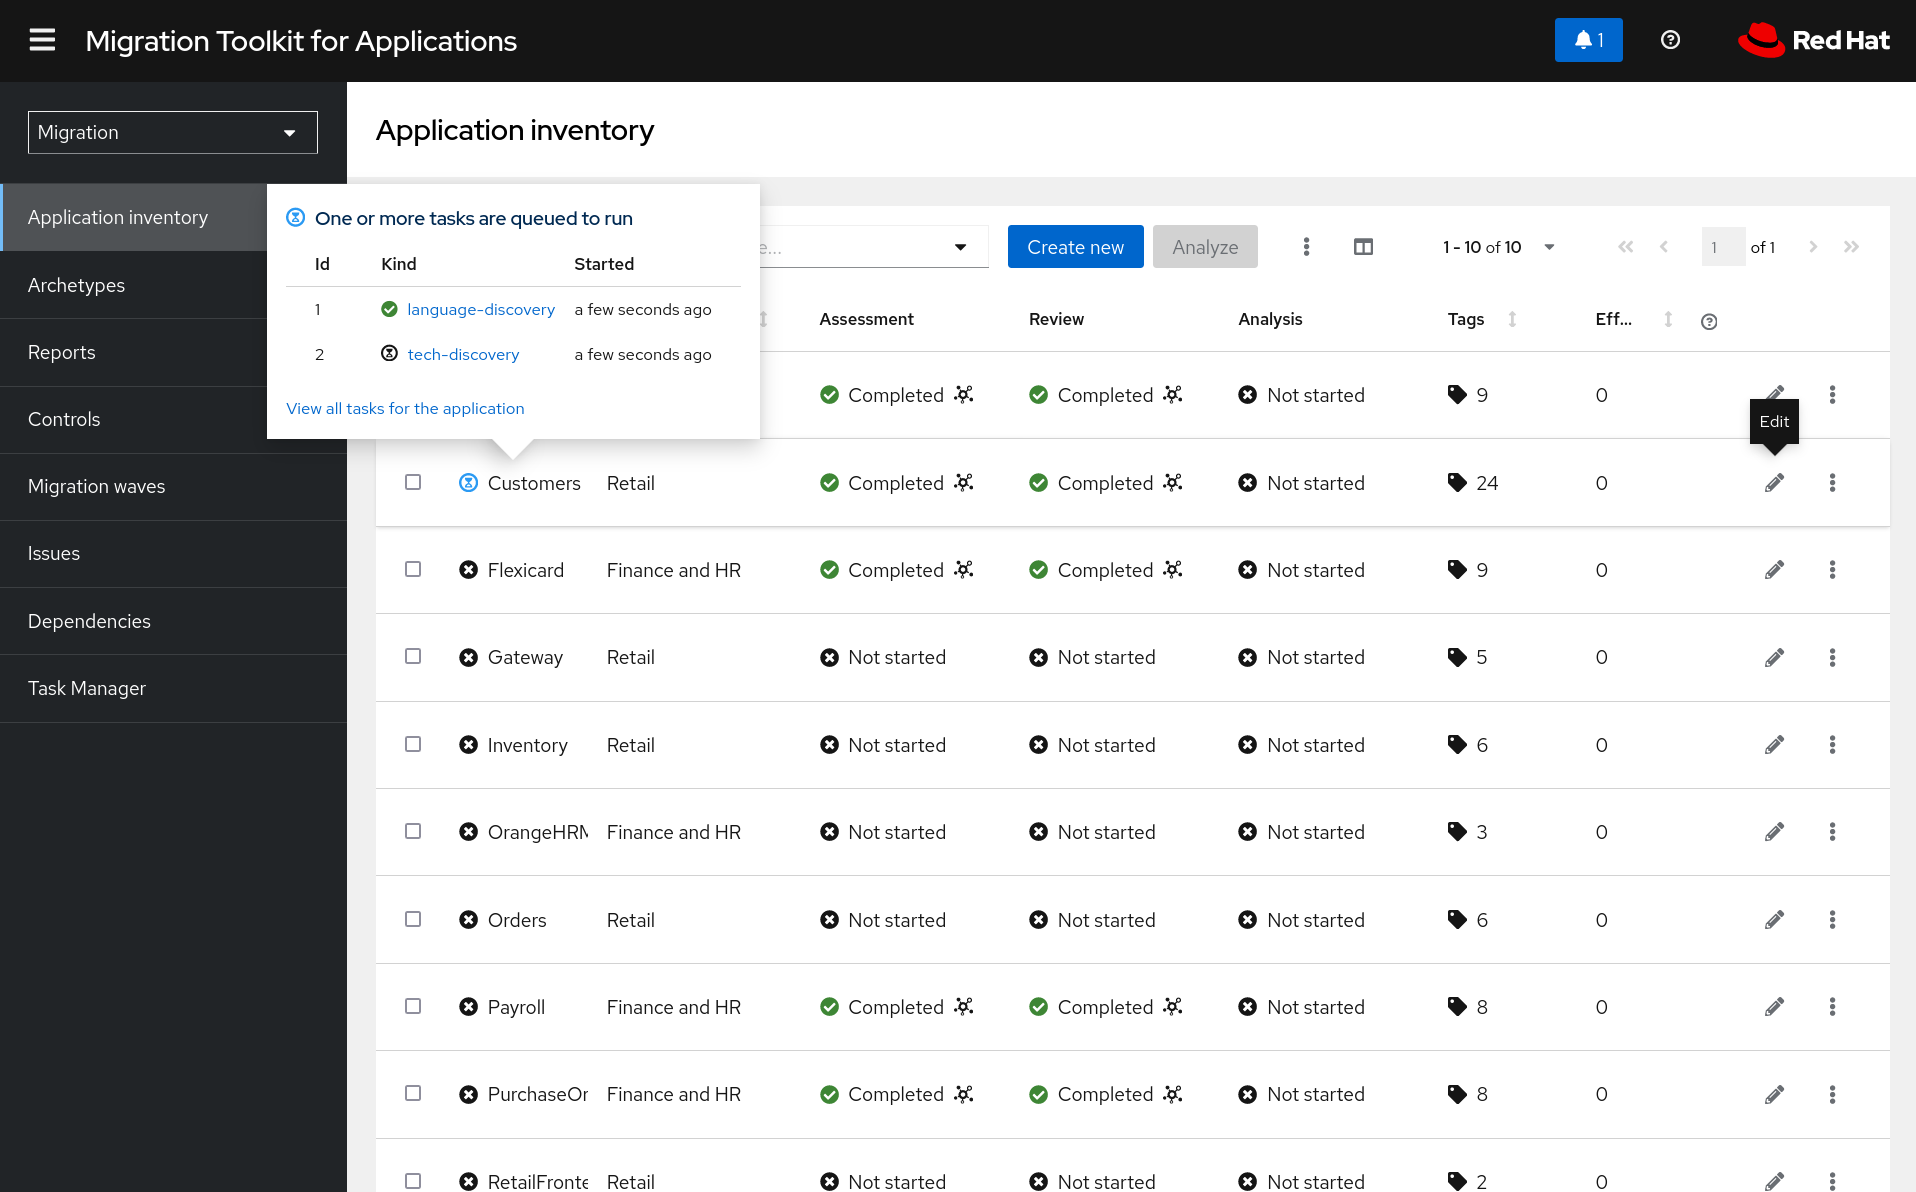 Migration Toolkit for Applications
1
Red Hat
Migration
Application inventory
Archetypes
Reports
Controls
Migration waves
Issues
Dependencies
Task Manager
Application inventory
One or more tasks are queued to run
Id Kind Started
1 language-discovery a few seconds ago
2 tech-discovery a few seconds ago
View all tasks for the application
e...
Create new
Analyze
1 - 10 of 10
1 of 1
Assessment Review Analysis Tags Eff...
Completed Completed Not started 9 0
Edit
Customers Retail Completed Completed Not started 24 0
Flexicard Finance and HR Completed Completed Not started 9 0
Gateway Retail Not started Not started Not started 5 0
Inventory Retail Not started Not started Not started 6 0
OrangeHRM Finance and HR Not started Not started Not started 3 0
Orders Retail Not started Not started Not started 6 0
Payroll Finance and HR Completed Completed Not started 8 0
PurchaseOr Finance and HR Completed Completed Not started 8 0
RetailFronte Retail Not started Not started Not started 2 0